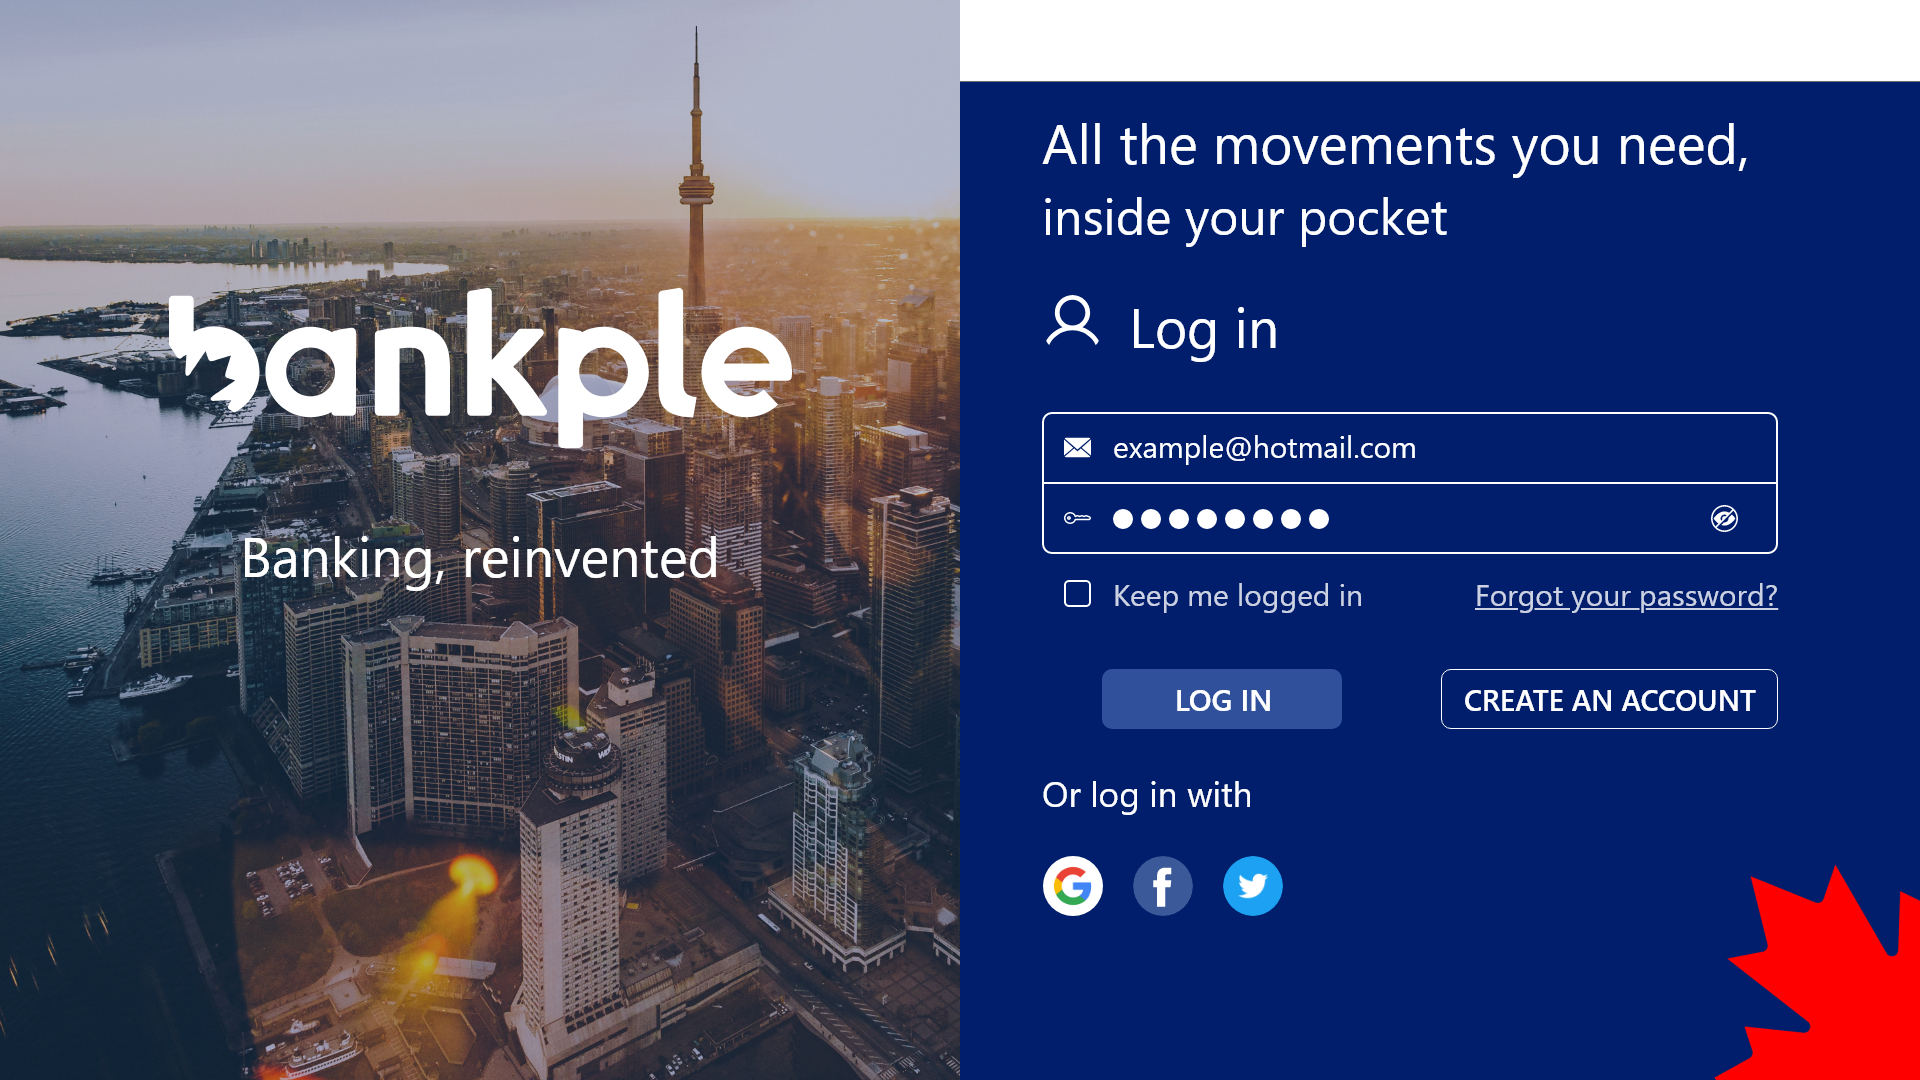 bankple
Banking, reinvented
All the movements you need,
inside your pocket
Log in
example@hotmail.com
Keep me logged in
Forgot your password?
LOG IN
CREATE AN ACCOUNT
Or log in with